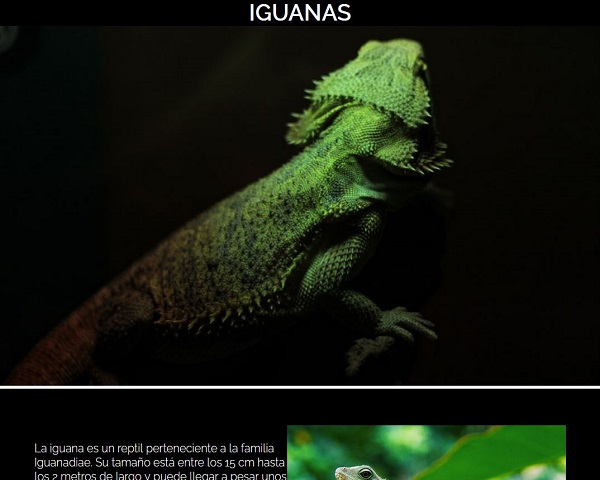 IGUANAS
La iguana es un reptil perteneciente a la familia
Iguanadiae. Su tamaño está entre los 15 cm hasta
los 2 metros de largo y puede llegar a pesar unos